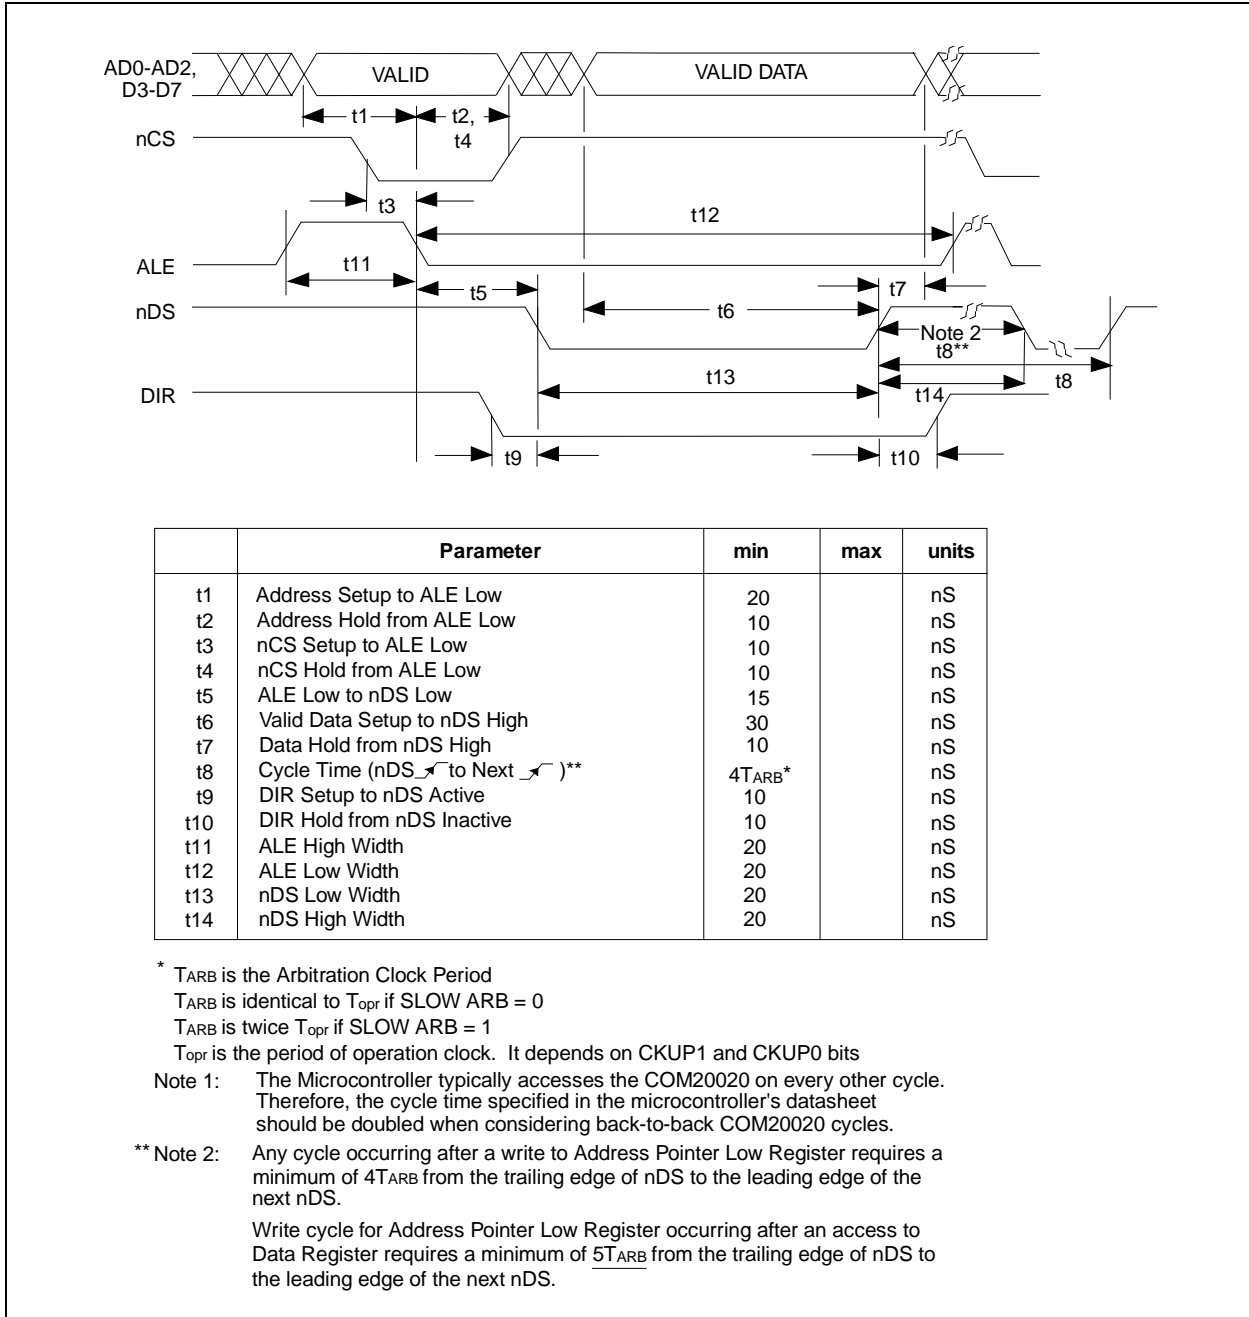 AD0-AD2,
D3-D7
VALID
VALID DATA
t1
t2,
t4
nCS
t3
t12
ALE
t11
t5
t7
nDS
t6
Note 2
t8**
t8
t13
t14
DIR
t9
t10
Parameter min max units
t1 Address Setup to ALE Low 20 nS
t2 Address Hold from ALE Low 10 nS
t3 nCS Setup to ALE Low 10 nS
t4 nCS Hold from ALE Low 10 nS
t5 ALE Low to nDS Low 15 nS
t6 Valid Data Setup to nDS High 30 nS
t7 Data Hold from nDS High 10 nS
t8 Cycle Time (nDS to Next )** 4TARB* nS
t9 DIR Setup to nDS Active 10 nS
t10 DIR Hold from nDS Inactive 10 nS
t11 ALE High Width 20 nS
t12 ALE Low Width 20 nS
t13 nDS Low Width 20 nS
t14 nDS High Width 20 nS
* TARB is the Arbitration Clock Period
TARB is identical to Topr if SLOW ARB = 0
TARB is twice Topr if SLOW ARB = 1
Topr is the period of operation clock. It depends on CKUP1 and CKUP0 bits
Note 1: The Microcontroller typically accesses the COM20020 on every other cycle.
Therefore, the cycle time specified in the microcontroller's datasheet
should be doubled when considering back-to-back COM20020 cycles.
** Note 2: Any cycle occurring after a write to Address Pointer Low Register requires a
minimum of 4TARB from the trailing edge of nDS to the leading edge of the
next nDS.
Write cycle for Address Pointer Low Register occurring after an access to
Data Register requires a minimum of 5TARB from the trailing edge of nDS to
the leading edge of the next nDS.